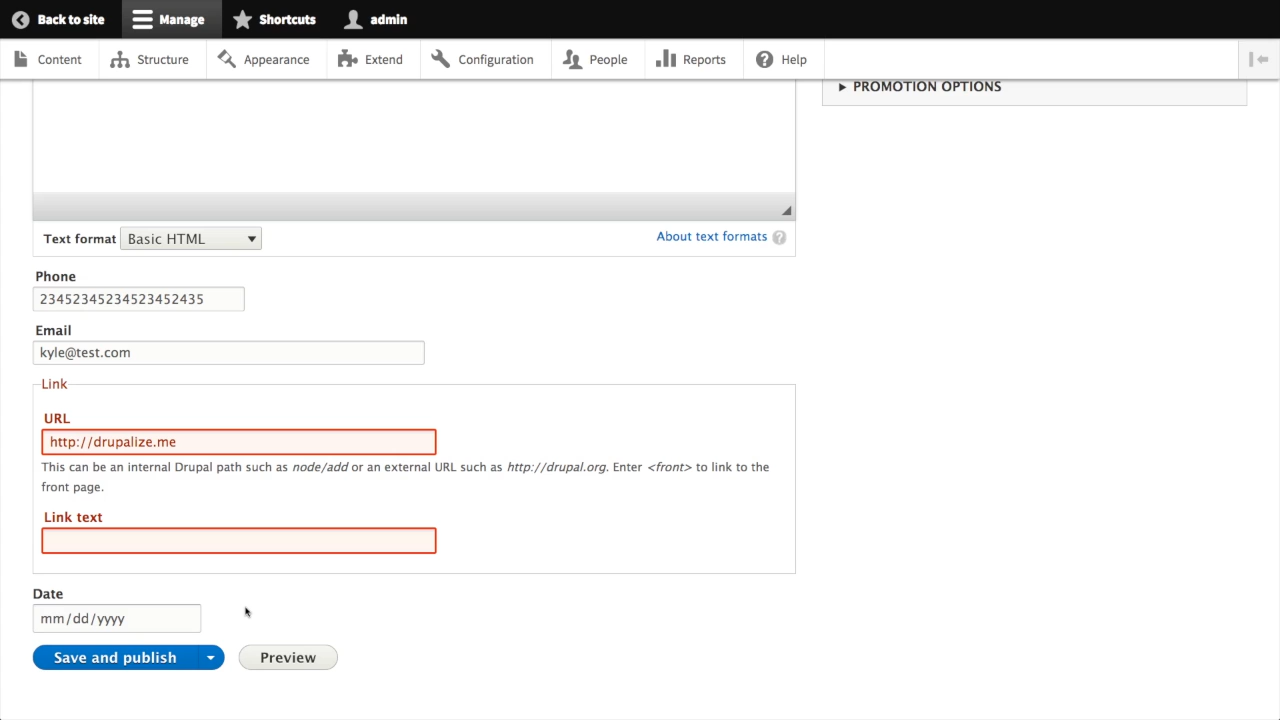 Back to site Manage Shortcuts admin
Content Structure Appearance Extend Configuration People Reports Help
PROMOTION OPTIONS
Text format Basic HTML About text formats ?
Phone
23452345234523452435
Email
kyle@test.com
Link
URL
http://drupalize.me
This can be an internal Drupal path such as node/add or an external URL such as http://drupal.org. Enter <front> to link to the
front page.
Link text
Date
mm/dd/yyyy
Save and publish Preview